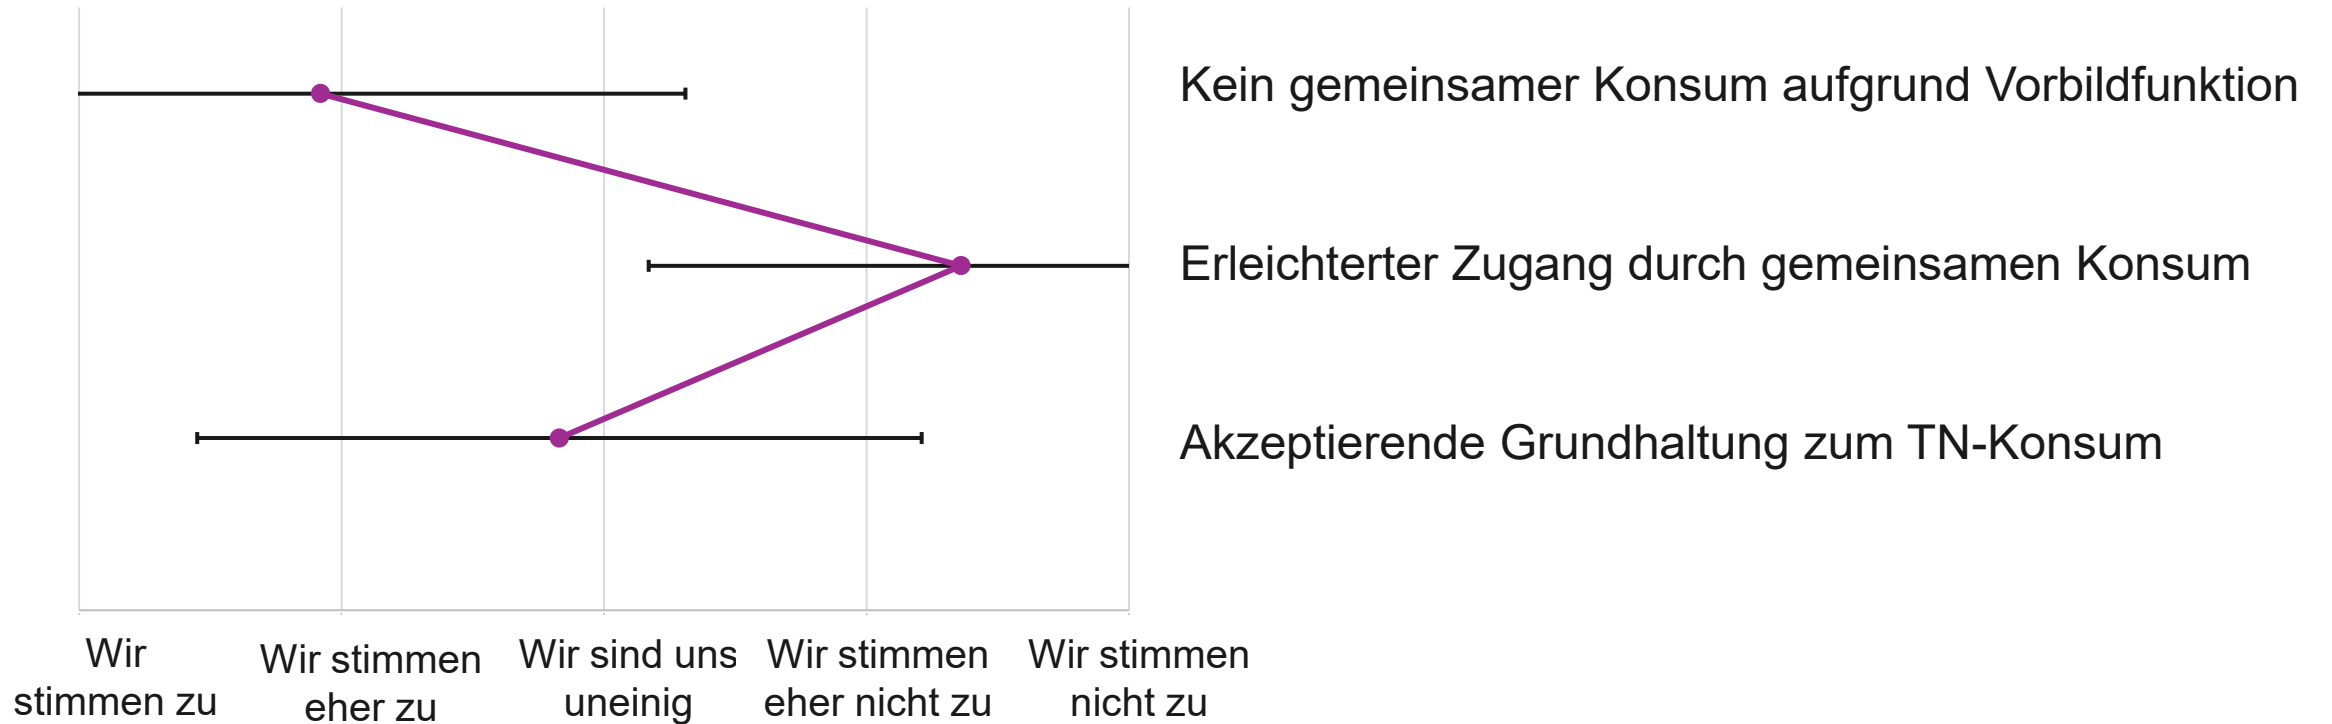 Kein gemeinsamer Konsum aufgrund Vorbildfunktion
Erleichterter Zugang durch gemeinsamen Konsum
Akzeptierende Grundhaltung zum TN-Konsum
Wir
stimmen zu
Wir stimmen
eher zu
Wir sind uns
uneinig
Wir stimmen
eher nicht zu
Wir stimmen
nicht zu